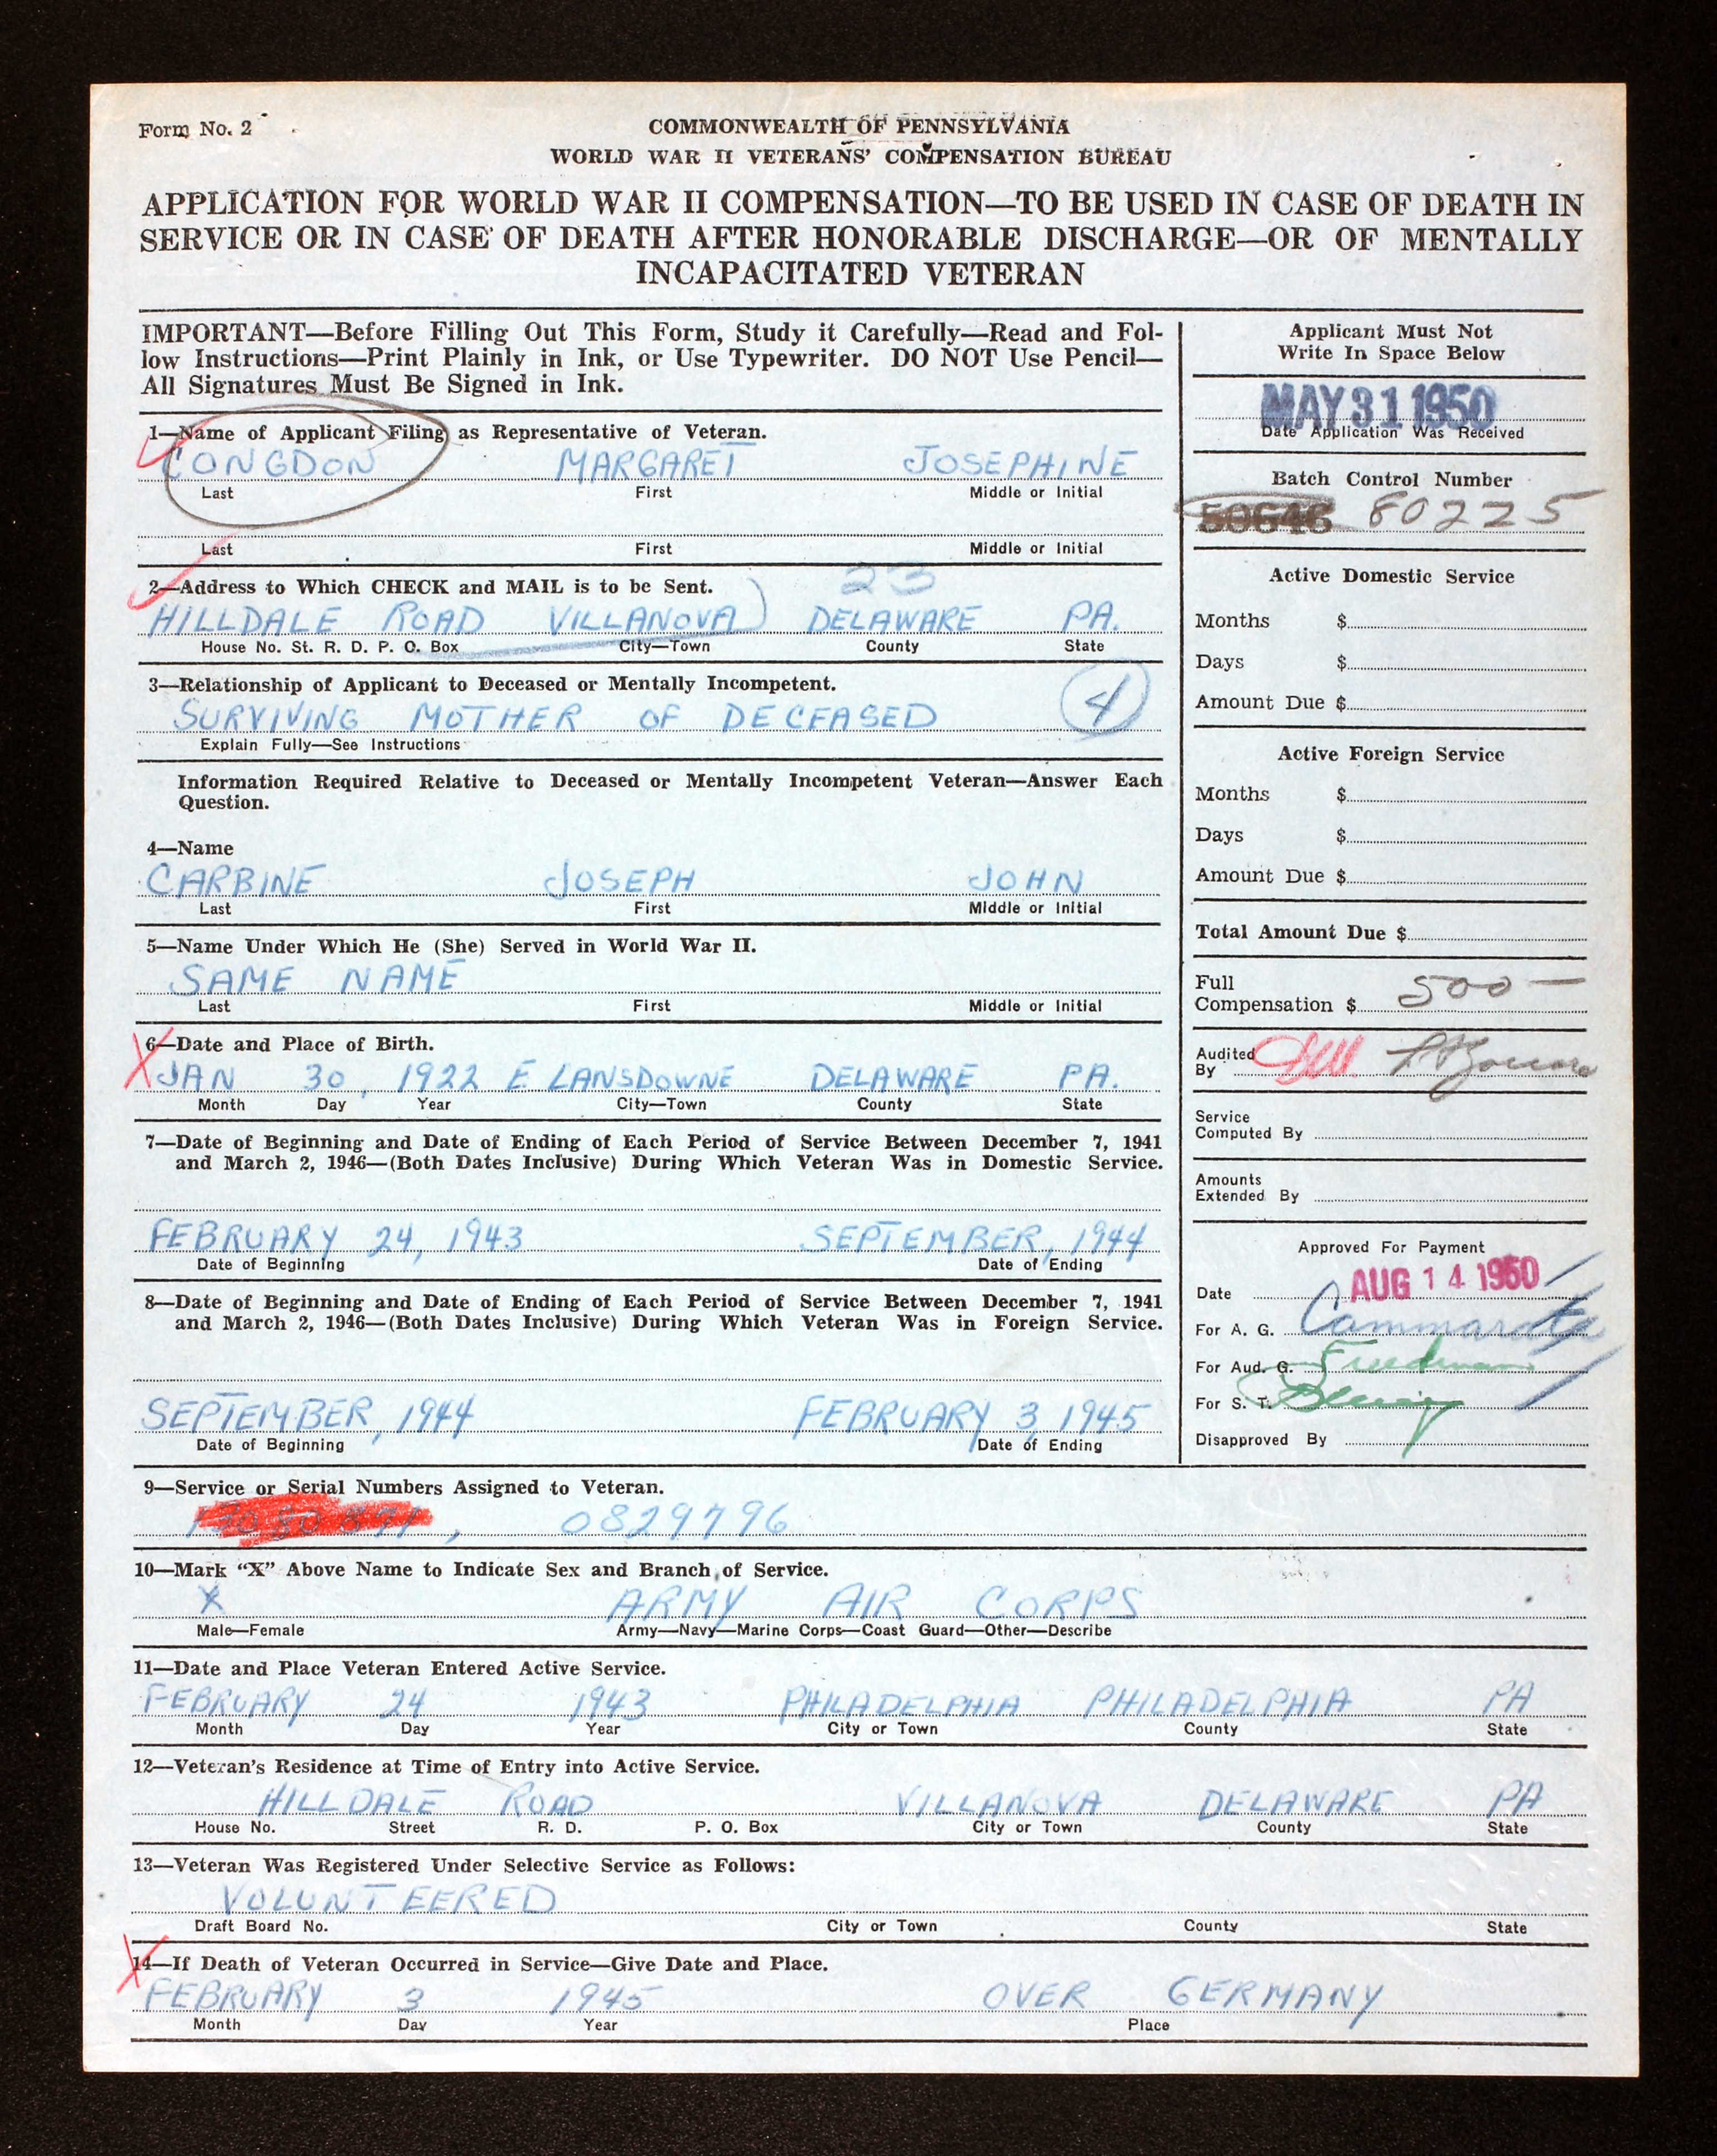 Form No. 2
COMMONWEALTH OF PENNSYLVANIA
WORLD WAR II VETERANS' COMPENSATION BUREAU
APPLICATION FOR WORLD WAR II COMPENSATION—TO BE USED IN CASE OF DEATH IN
SERVICE OR IN CASE OF DEATH AFTER HONORABLE DISCHARGE—OR OF MENTALLY
INCAPACITATED VETERAN
IMPORTANT—Before Filling Out This Form, Study it Carefully—Read and Fol-
low Instructions—Print Plainly in Ink, or Use Typewriter. DO NOT Use Pencil—
All Signatures Must Be Signed in Ink.
1—Name of Applicant Filing as Representative of Veteran.
CONGDON MARGARET JOSEPHINE
Last First Middle or Initial
Last First Middle or Initial
2—Address to Which CHECK and MAIL is to be Sent. 23
HILLDALE ROAD VILLANOVA DELAWARE PA.
House No. St. R. D. P. O. Box City—Town County State
3—Relationship of Applicant to Deceased or Mentally Incompetent.
SURVIVING MOTHER OF DECEASED 4
Explain Fully—See Instructions
Information Required Relative to Deceased or Mentally Incompetent Veteran—Answer Each
Question.
4—Name
CARBINE JOSEPH JOHN
Last First Middle or Initial
5—Name Under Which He (She) Served in World War II.
SAME NAME
Last First Middle or Initial
6—Date and Place of Birth.
JAN 30, 1922 E LANSDOWNE DELAWARE PA.
Month Day Year City—Town County State
7—Date of Beginning and Date of Ending of Each Period of Service Between December 7, 1941
and March 2, 1946—(Both Dates Inclusive) During Which Veteran Was in Domestic Service.
FEBRUARY 24, 1943 SEPTEMBER, 1944
Date of Beginning Date of Ending
8—Date of Beginning and Date of Ending of Each Period of Service Between December 7, 1941
and March 2, 1946—(Both Dates Inclusive) During Which Veteran Was in Foreign Service.
SEPTEMBER, 1944 FEBRUARY 3, 1945
Date of Beginning Date of Ending
Applicant Must Not
Write In Space Below
MAY 31 1950
Date Application Was Received
Batch Control Number
80225
Active Domestic Service
Months $
Days $
Amount Due $
Active Foreign Service
Months $
Days $
Amount Due $
Total Amount Due $
Full
Compensation $ 500—
Audited
By
Service
Computed By
Amounts
Extended By
Approved For Payment
Date AUG 14 1950
For A. G. Cammarata
For Aud. G. Friedman
For S. T.
Disapproved By
9—Service or Serial Numbers Assigned to Veteran.
, 0829796
10—Mark "X" Above Name to Indicate Sex and Branch of Service.
X ARMY AIR CORPS
Male—Female Army—Navy—Marine Corps—Coast Guard—Other—Describe
11—Date and Place Veteran Entered Active Service.
FEBRUARY 24 1943 PHILADELPHIA PHILADELPHIA PA
Month Day Year City or Town County State
12—Veteran's Residence at Time of Entry into Active Service.
HILLDALE ROAD VILLANOVA DELAWARE PA
House No. Street R. D. P. O. Box City or Town County State
13—Veteran Was Registered Under Selective Service as Follows:
VOLUNTEERED
Draft Board No. City or Town County State
14—If Death of Veteran Occurred in Service—Give Date and Place.
FEBRUARY 3 1945 OVER GERMANY
Month Day Year Place